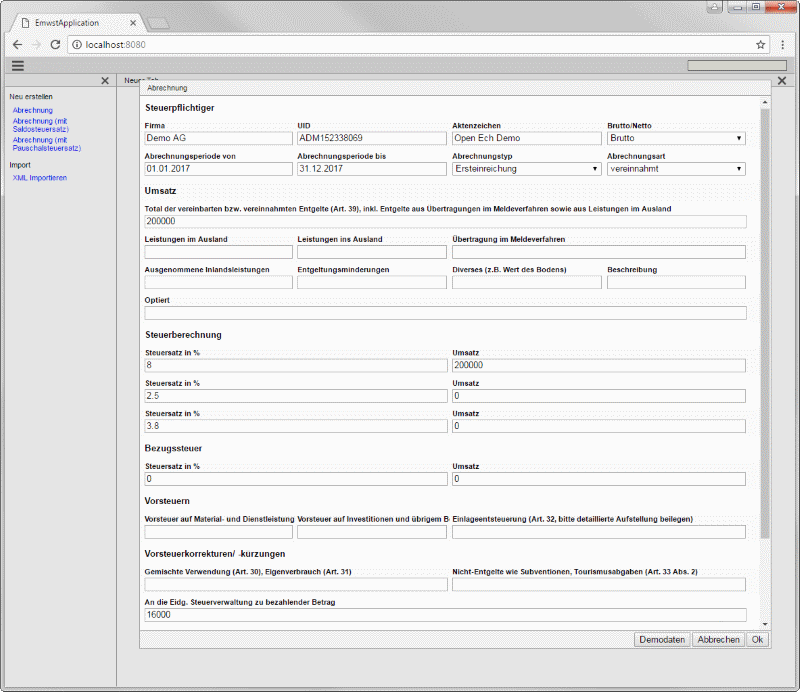 EmwstApplication
localhost:8080
Neu erstellen
Abrechnung
Abrechnung (mit
Saldosteuersatz)
Abrechnung (mit
Pauschalsteuersatz)
Import
XML Importieren
Abrechnung
Steuerpflichtiger
Firma UID Aktenzeichen Brutto/Netto
Demo AG ADM152338069 Open Ech Demo Brutto
Abrechnungsperiode von Abrechnungsperiode bis Abrechnungstyp Abrechnungsart
01.01.2017 31.12.2017 Ersteinreichung vereinnahmt
Umsatz
Total der vereinbarten bzw. vereinnahmten Entgelte (Art. 39), inkl. Entgelte aus Übertragungen im Meldeverfahren sowie aus Leistungen im Ausland
200000
Leistungen im Ausland Leistungen ins Ausland Übertragung im Meldeverfahren
Ausgenommene Inlandsleistungen Entgeltungsminderungen Diverses (z.B. Wert des Bodens) Beschreibung
Optiert
Steuerberechnung
Steuersatz in % Umsatz
8 200000
Steuersatz in % Umsatz
2.5 0
Steuersatz in % Umsatz
3.8 0
Bezugssteuer
Steuersatz in % Umsatz
0 0
Vorsteuern
Vorsteuer auf Material- und Dienstleistung Vorsteuer auf Investitionen und übrigem B Einlageentsteuerung (Art. 32, bitte detaillierte Aufstellung beilegen)
Vorsteuerkorrekturen/ -kürzungen
Gemischte Verwendung (Art. 30), Eigenverbrauch (Art. 31) Nicht-Entgelte wie Subventionen, Tourismusabgaben (Art. 33 Abs. 2)
An die Eidg. Steuerverwaltung zu bezahlender Betrag
16000
Demodaten Abbrechen Ok